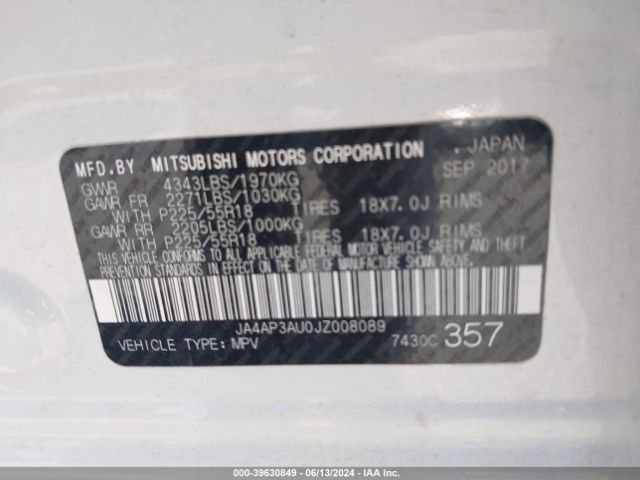 MFD.BY MITSUBISHI MOTORS CORPORATION . JAPAN
SEP 2017
GWR 4343LBS/1970KG
GAWR FR 2271LBS/1030KG
WITH P225/55R18 TIRES 18X7.0J RIMS
GAWR RR 2205LBS/1000KG
WITH P225/55R18 TIRES 18X7.0J RIMS
THIS VEHICLE CONFORMS TO ALL APPLICABLE FEDERAL MOTOR VEHICLE SAFETY AND THEFT
PREVENTION STANDARDS IN EFFECT ON THE DATE OF MANUFACTURE SHOWN ABOVE.
JA4AP3AU0JZ008089
VEHICLE TYPE: MPV 7430C 357
000-39630849 - 06/13/2024 - IAA Inc.